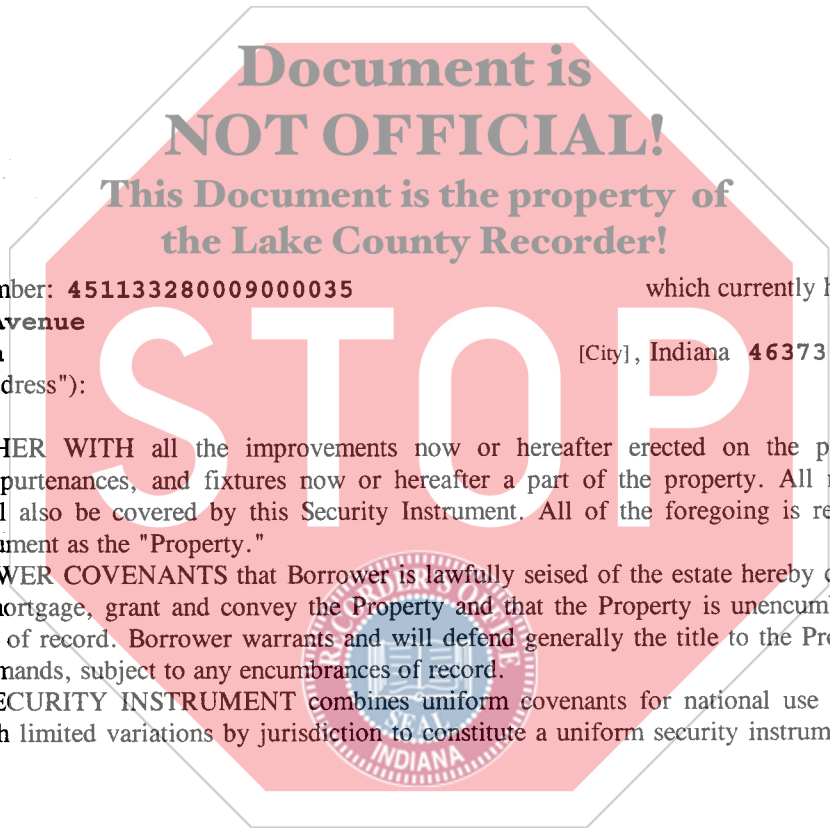 Document is
NOT OFFICIAL!
This Document is the property of
the Lake County Recorder!
mber: 451133280009000035 which currently h
Avenue
a [City], Indiana 46373
dress"):
STOP
HER WITH all the improvements now or hereafter erected on the p
purtenances, and fixtures now or hereafter a part of the property. All r
l also be covered by this Security Instrument. All of the foregoing is re
ument as the "Property."
WER COVENANTS that Borrower is lawfully seised of the estate hereby c
nortgage, grant and convey the Property and that the Property is unencumb
of record. Borrower warrants and will defend generally the title to the Pro
mands, subject to any encumbrances of record.
ECURITY INSTRUMENT combines uniform covenants for national use
h limited variations by jurisdiction to constitute a uniform security instrum
RECORDER'S OFFICE
SEAL
INDIANA